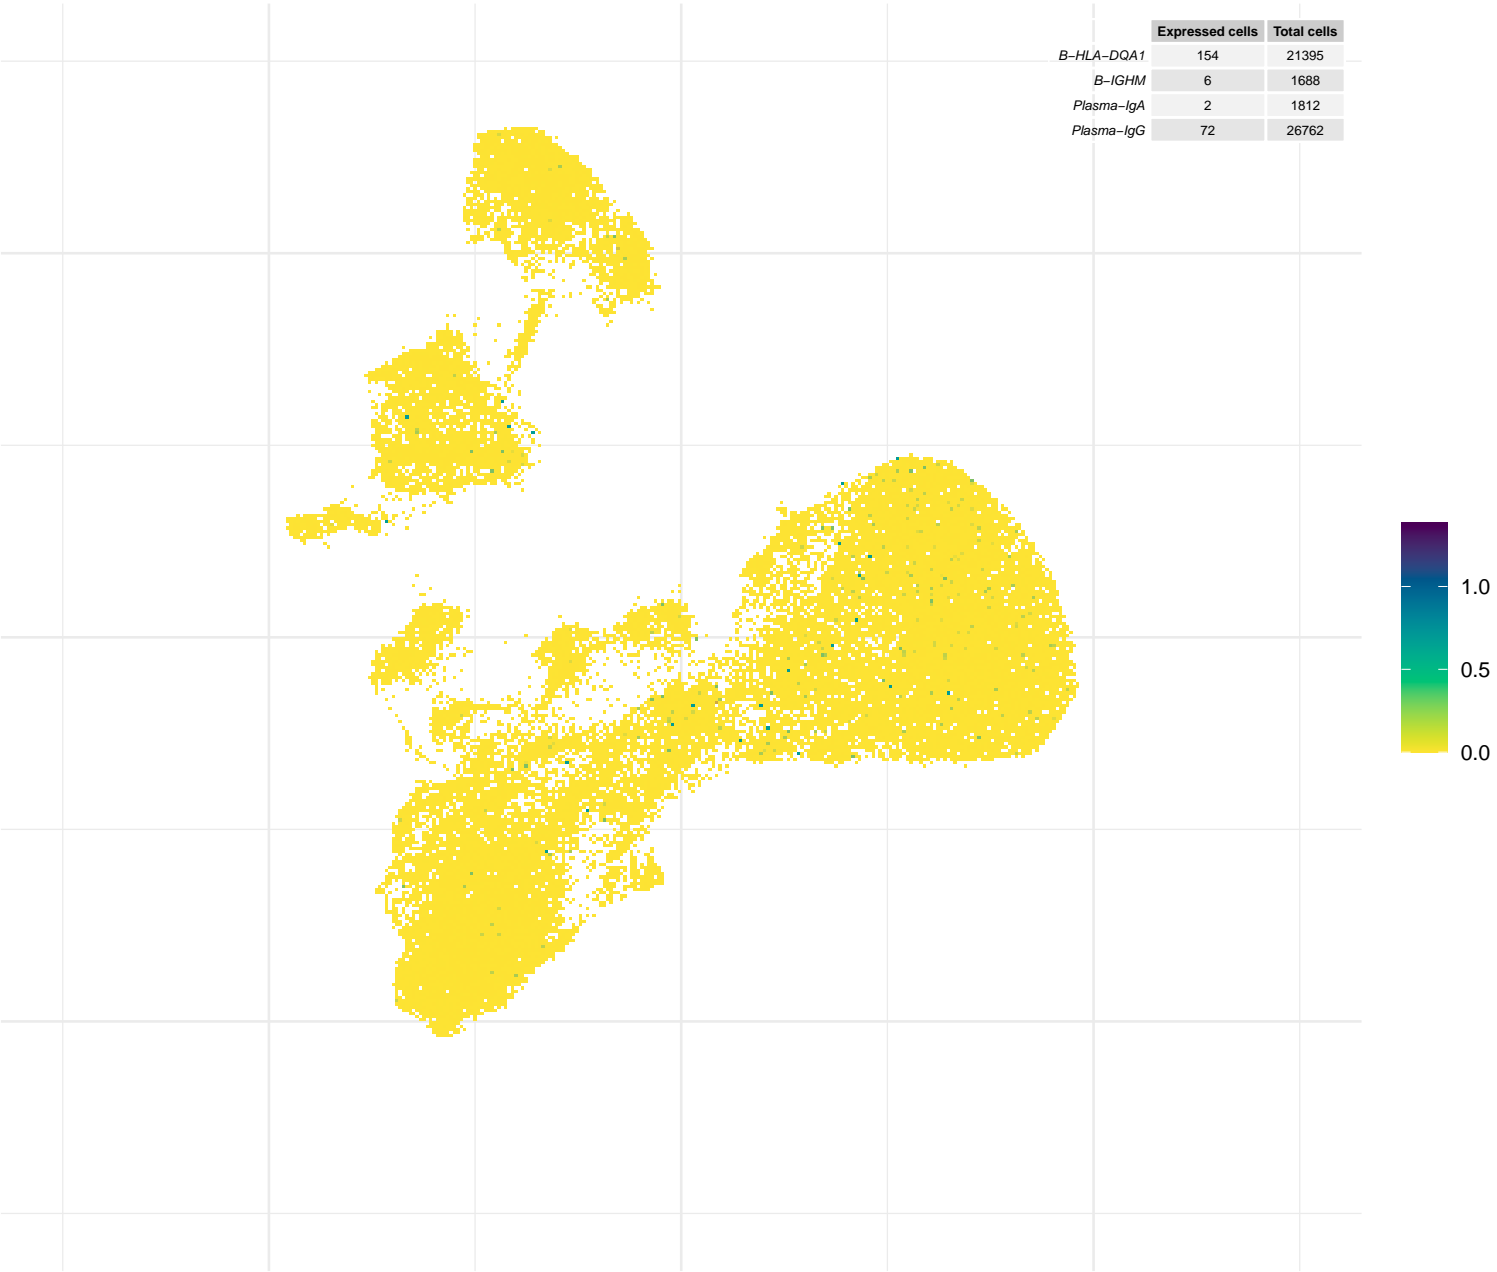 Expressed cells Total cells
B−HLA−DQA1 154 21395
B−IGHM 6 1688
Plasma−IgA 2 1812
Plasma−IgG 72 26762
1.0
0.5
0.0